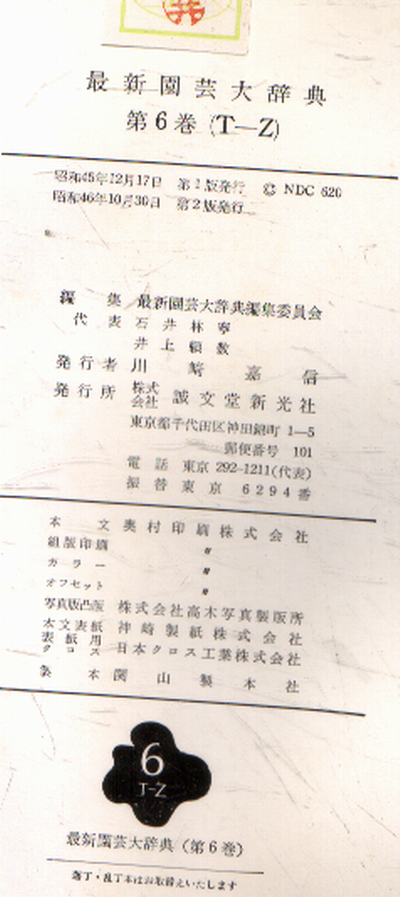 最新園芸大辞典
第6巻 (T—Z)
昭和45年12月17日 第1版発行 © NDC 620
昭和46年10月30日 第2版発行
編集 最新園芸大辞典編集委員会
代表 石井林寧
井上頼数
発行者 川崎嘉信
発行所 株式会社 誠文堂新光社
東京都千代田区神田錦町 1—5
郵便番号 101
電話 東京 292-1211(代表)
振替東京 6294番
本文 奥村印刷株式会社
組版印刷 〃
カラー 〃
オフセット 〃
写真版凸版 株式会社高木写真製版所
本文表紙 神崎製紙株式会社
表紙用クロス 日本クロス工業株式会社
製本 関山製本社
6
T-Z
最新園芸大辞典(第6巻)
落丁・乱丁本はお取替えいたします